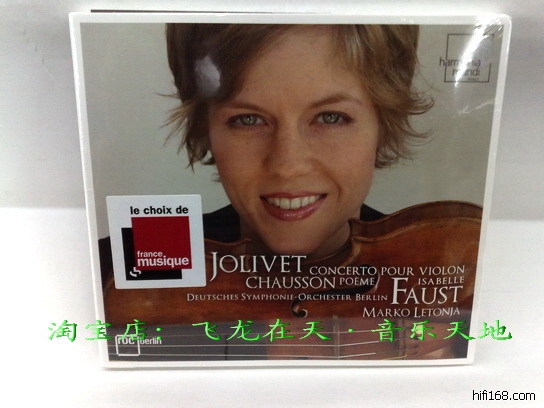 harmonia
mundi
le choix de
france
musique
JOLIVET CONCERTO POUR VIOLON
CHAUSSON POÈME
ISABELLE
FAUST
DEUTSCHES SYMPHONIE-ORCHESTER BERLIN
MARKO LETONJA
淘宝店: 飞龙在天·音乐天地
roc berlin
hifi168.com